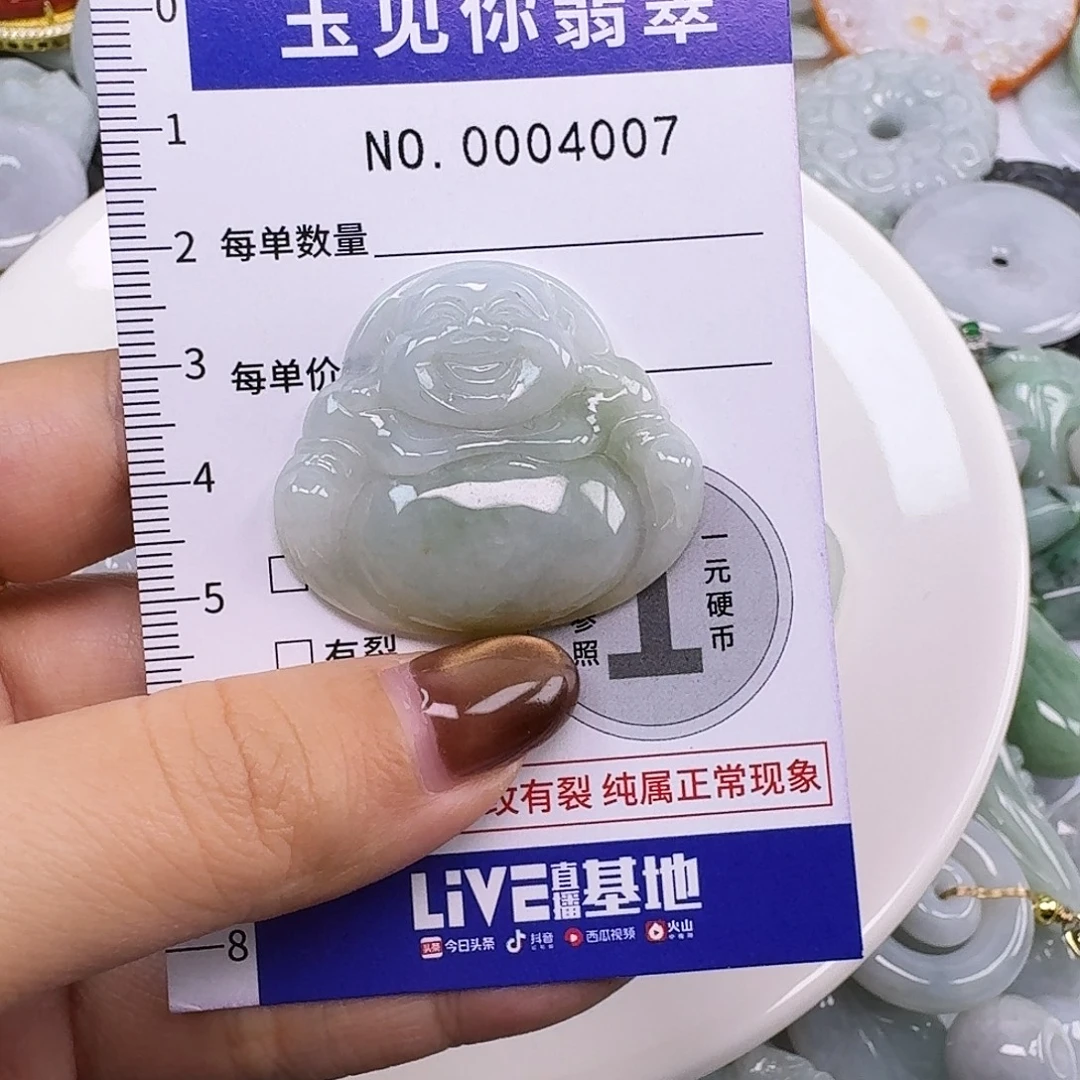 玉见你翡翠
0
1
NO. 0004007
2 每单数量
3 每单价
4
一元硬币
1
5
参照
有裂
纹有裂 纯属正常现象
LiVE直播基地
头条 今日头条 抖音 西瓜视频 火山
8